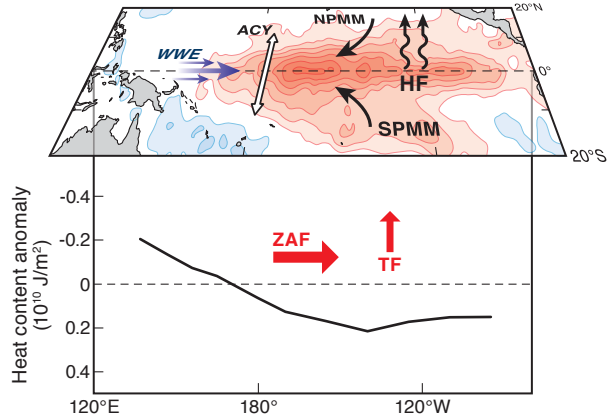 20°N
NPMM
ACY
WWE
0°
HF
SPMM
20°S
-0.4
-0.2
0
0.2
0.4
Heat content anomaly
(10¹⁰ J/m²)
ZAF
TF
120°E
180°
120°W